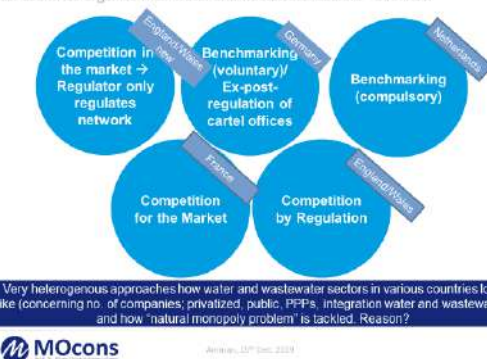 Competition in
the market →
Regulator only
regulates
network
England/Wales
new
Benchmarking
(voluntary)/
Ex-post-
regulation of
cartel offices
Germany
Benchmarking
(compulsory)
Netherlands
Competition
for the Market
France
Competition
by Regulation
England/Wales
Very heterogenous approaches how water and wastewater sectors in various countries lo
ike (concerning no. of companies; privatized, public, PPPs, integration water and wastewa
and how "natural monopoly problem" is tackled. Reason?
MOcons